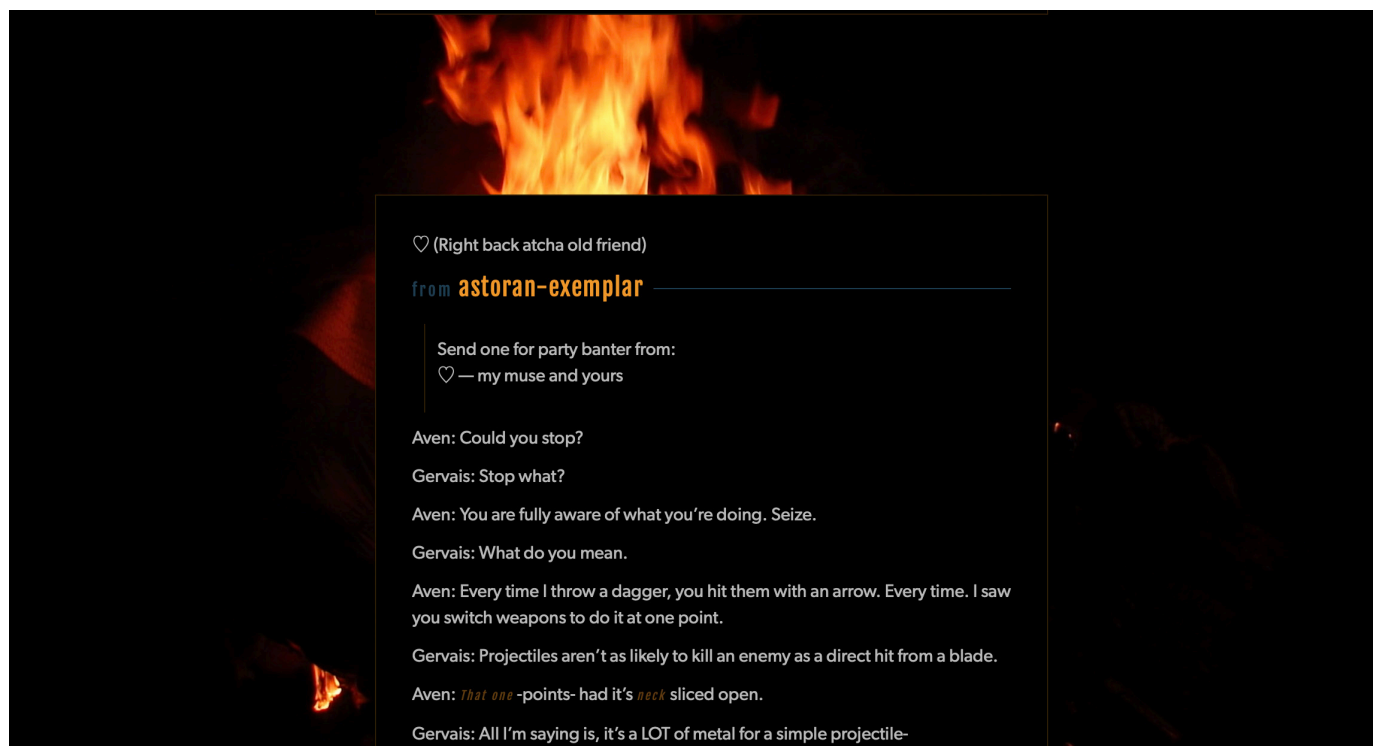 ♡ (Right back atcha old friend)
from astoran-exemplar
Send one for party banter from:
♡ — my muse and yours
Aven: Could you stop?
Gervais: Stop what?
Aven: You are fully aware of what you’re doing. Seize.
Gervais: What do you mean.
Aven: Every time I throw a dagger, you hit them with an arrow. Every time. I saw
you switch weapons to do it at one point.
Gervais: Projectiles aren’t as likely to kill an enemy as a direct hit from a blade.
Aven: That one -points- had it’s neck sliced open.
Gervais: All I’m saying is, it’s a LOT of metal for a simple projectile-